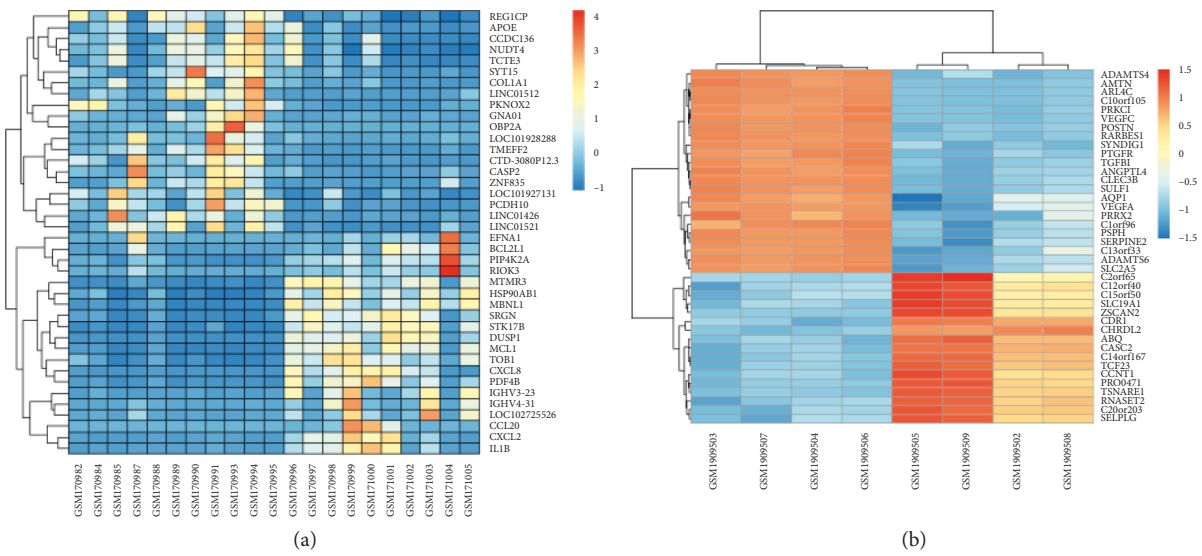 REG1CP
APOE
CCDC136
NUDT4
TCTE3
SYT15
COL1A1
LINC01512
PKNOX2
GNA01
OBP2A
LOC101928288
TMEFF2
CTD-3080P12.3
CASP2
ZNF835
LOC101927131
PCDH10
LINC01426
LINC01521
EFNA1
BCL2L1
PIP4K2A
RIOK3
MTMR3
HSP90AB1
MBNL1
SRGN
STK17B
DUSP1
MCL1
TOB1
CXCL8
PDF4B
IGHV3-23
IGHV4-31
LOC102725526
CCL20
CXCL2
IL1B
4
3
2
1
0
−1
GSM170982
GSM170984
GSM170985
GSM170987
GSM170988
GSM170989
GSM170990
GSM170991
GSM170993
GSM170994
GSM170995
GSM170996
GSM170997
GSM170998
GSM170999
GSM171000
GSM171001
GSM171002
GSM171003
GSM171004
GSM171005
(a)
ADAMTS4
AMTN
ARL4C
C10orf105
PRKCI
VEGFC
POSTN
RARBES1
SYNDIG1
PTGFR
TGFBI
ANGPTL4
CLEC3B
SULF1
AQP1
VEGFA
PRRX2
C1orf96
PSPH
SERPINE2
C13orf33
ADAMTS6
SLC2A5
C2orf65
C12orf40
C15orf50
SLC19A1
ZSCAN2
CDR1
CHRDL2
ABQ
CASC2
C14orf167
TCF23
CCNT1
PRO0471
TSNARE1
RNASET2
C20or203
SELPLG
1.5
1
0.5
0
−0.5
−1
−1.5
GSM1909503
GSM1909507
GSM1909504
GSM1909506
GSM1909505
GSM1909509
GSM1909502
GSM1909508
(b)